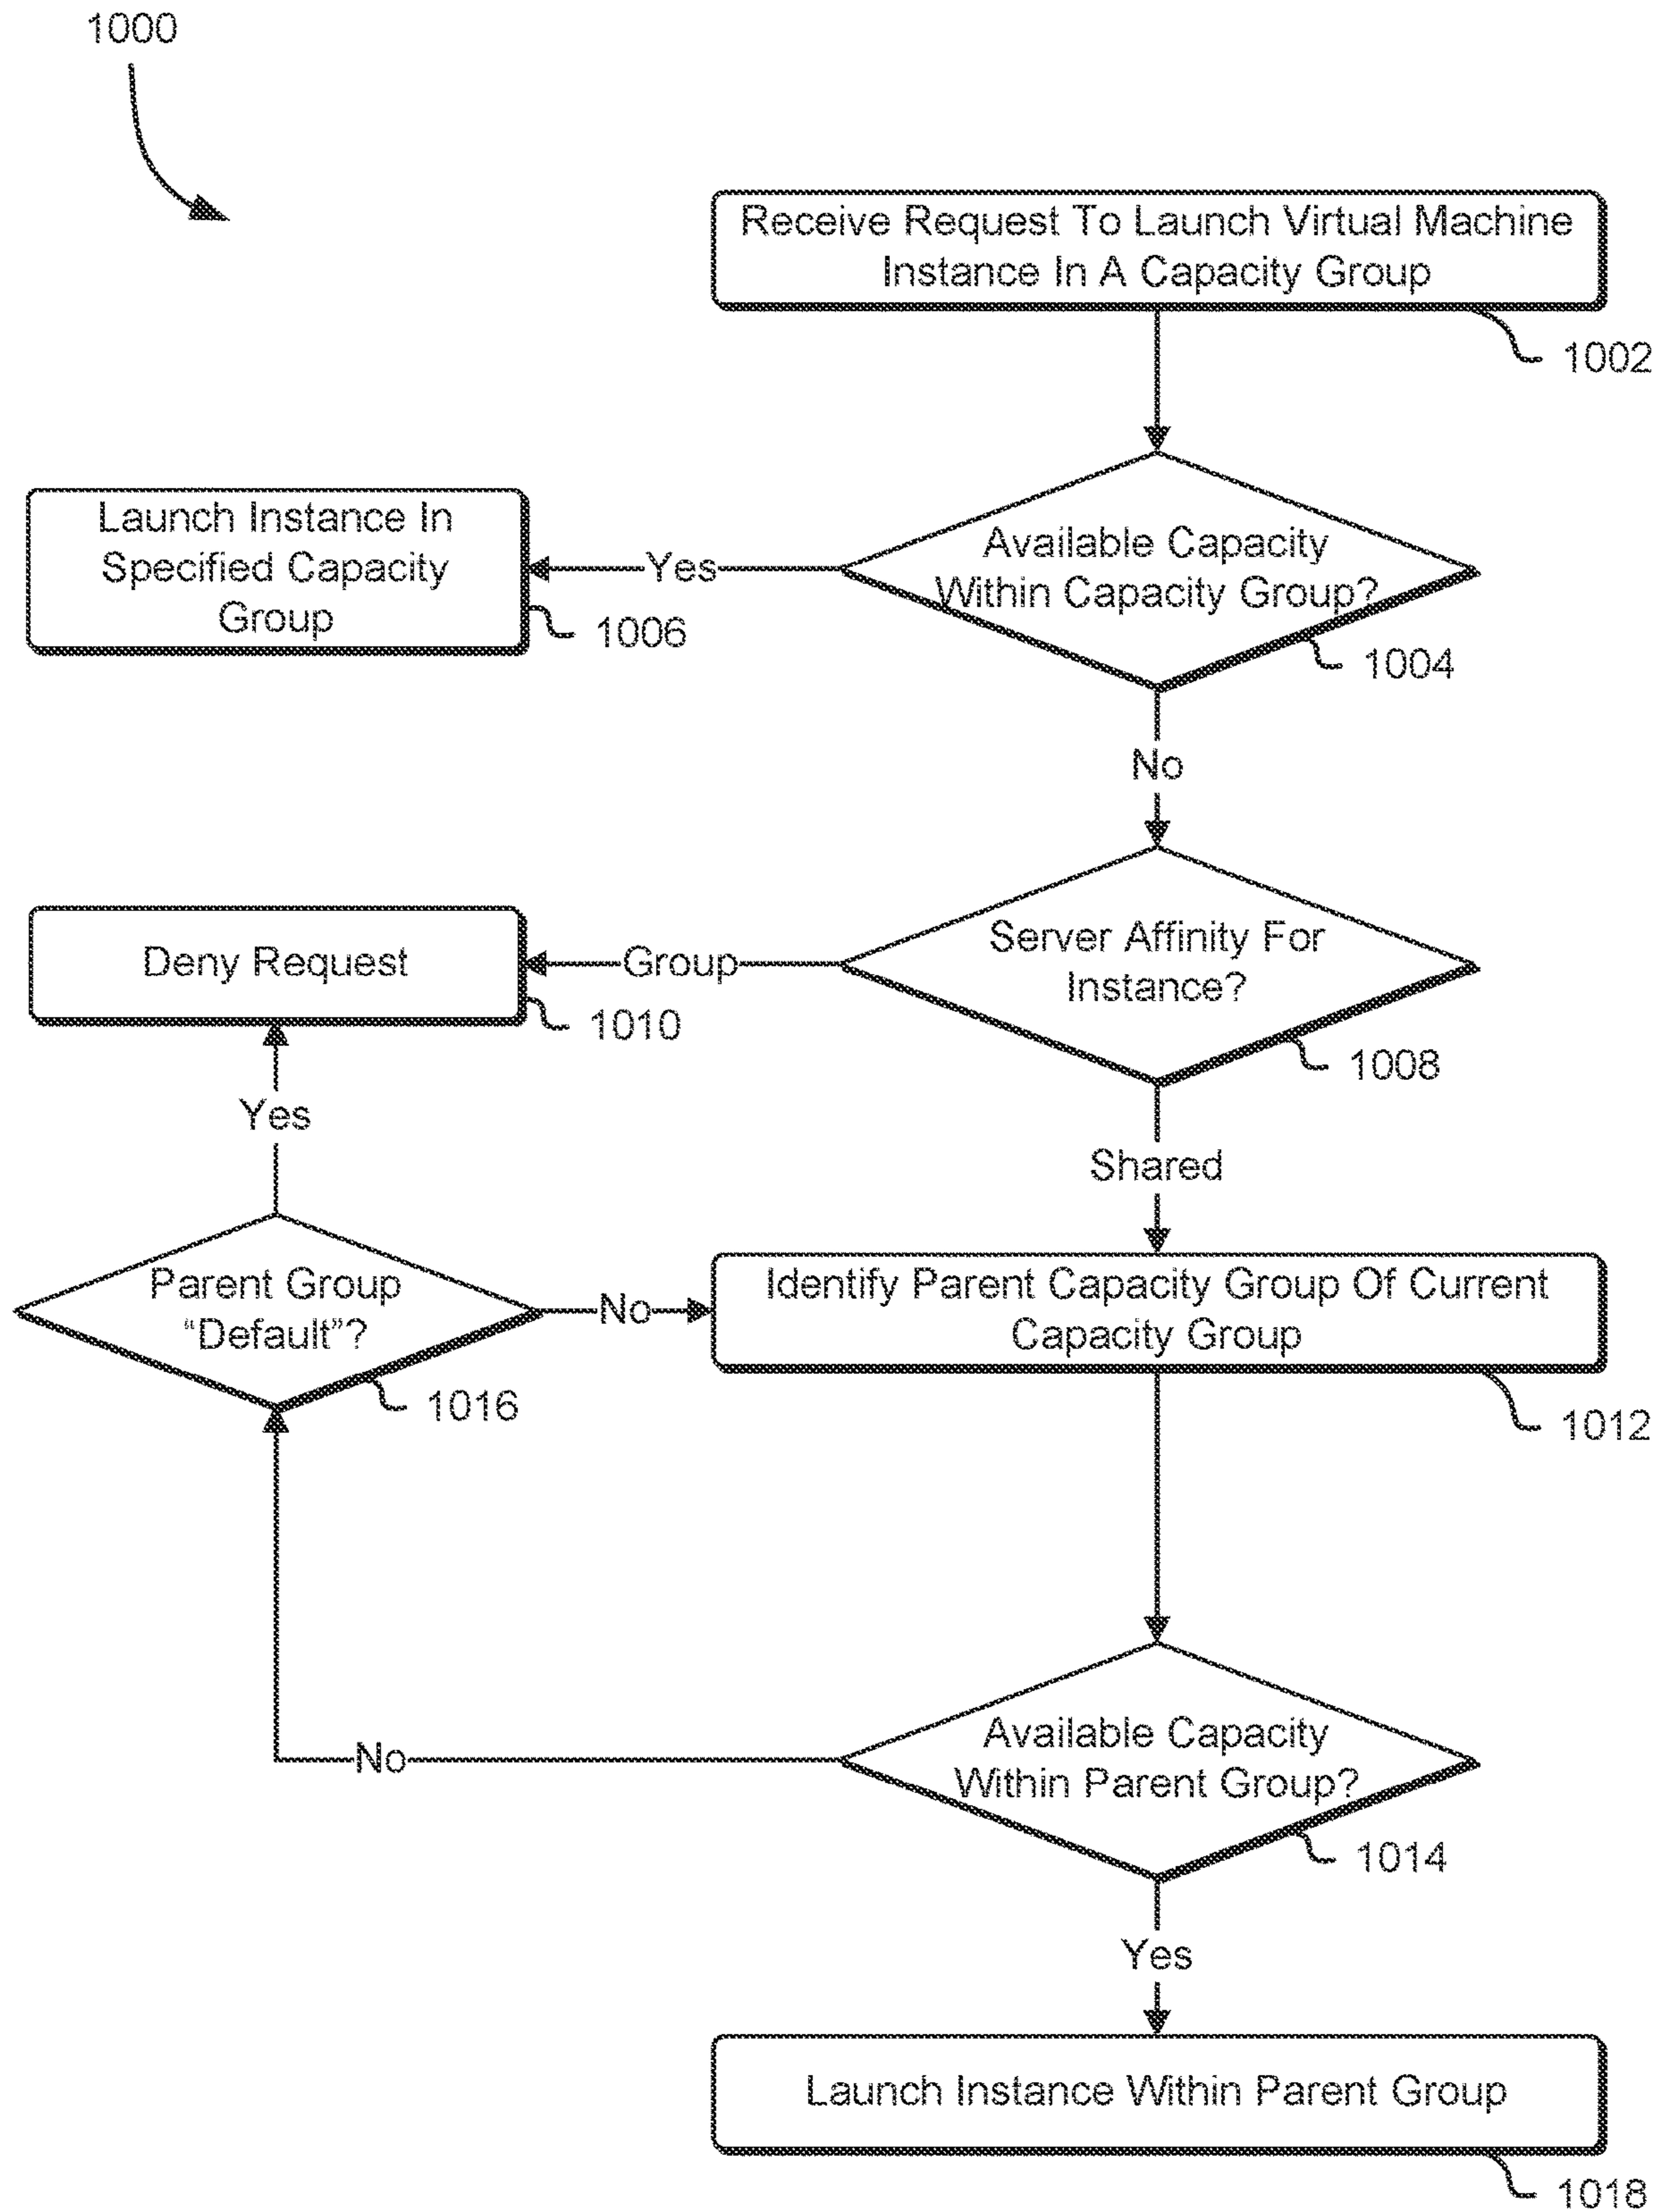 1000
Receive Request To Launch Virtual Machine
Instance In A Capacity Group
1002
Available Capacity
Within Capacity Group?
1004
Yes
Launch Instance In
Specified Capacity
Group
1006
No
Server Affinity For
Instance?
1008
Group
Deny Request
1010
Shared
Yes
Parent Group
“Default”?
1016
No
Identify Parent Capacity Group Of Current
Capacity Group
1012
Available Capacity
Within Parent Group?
1014
No
Yes
Launch Instance Within Parent Group
1018